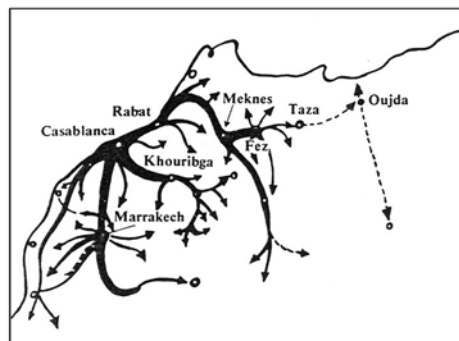 Meknes
Taza
Oujda
Rabat
Casablanca
Fez
Khouribga
Marrakech